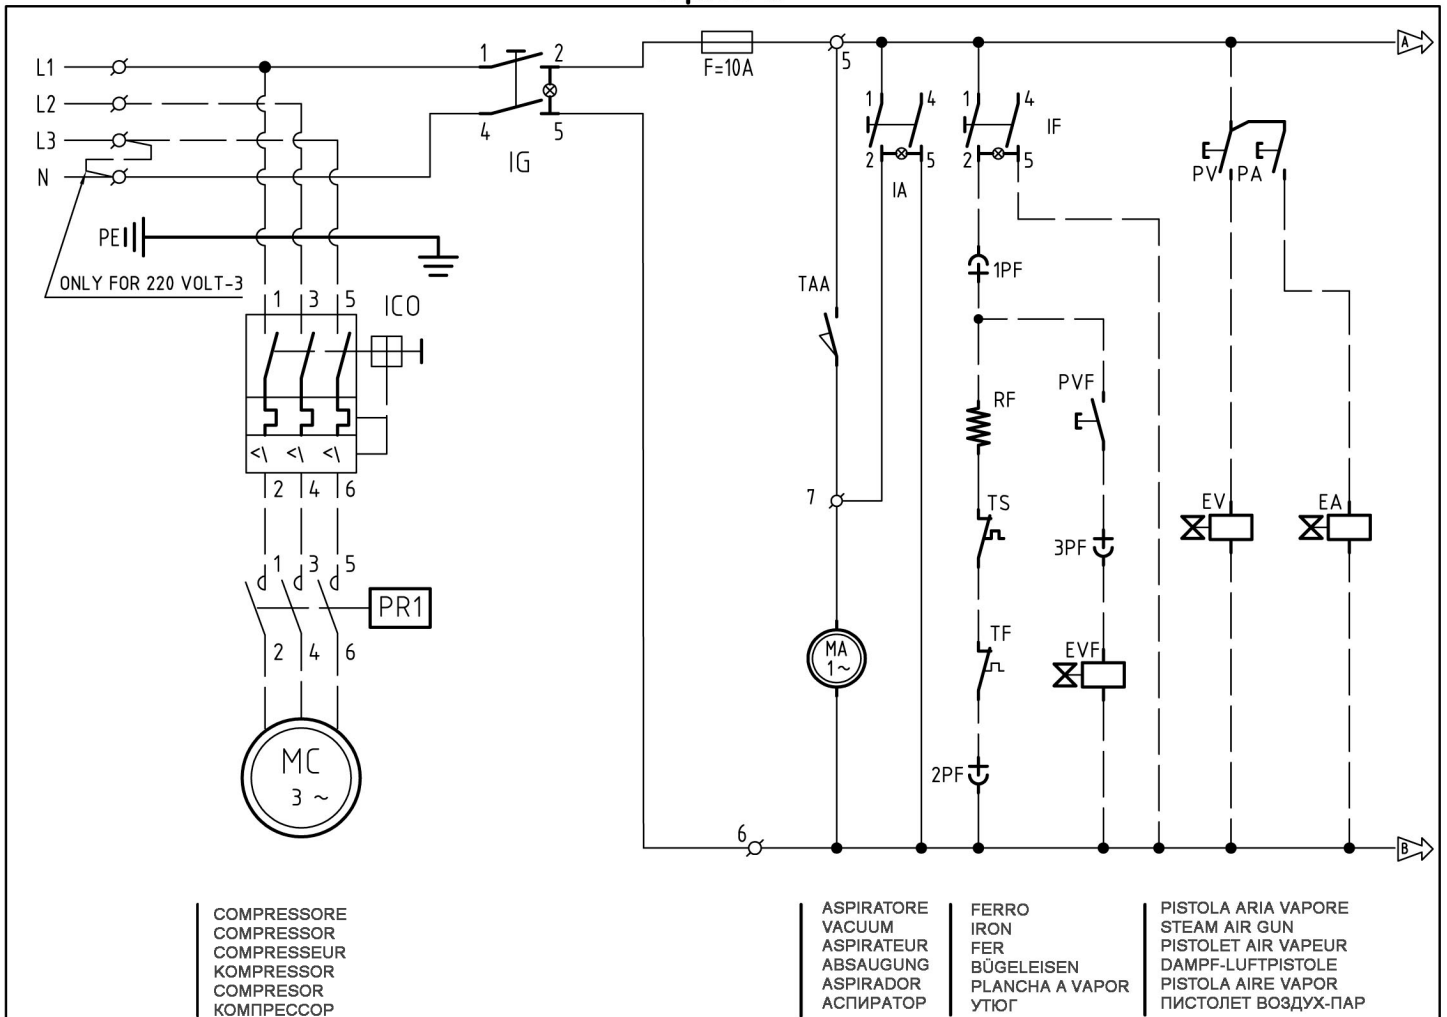 L1
L2
L3
N
1
2
4
5
IG
F=10A
5
A
PE
ONLY FOR 220 VOLT-3
1 3 5
ICO
<\ <\ <\
2 4 6
1 3 5
PR1
2 4 6
MC
3 ~
TAA
7
MA
1~
6
1 4
2 5
IA
1 4
IF
2 5
1PF
RF
PVF
TS
3PF
TF
EVF
2PF
PV PA
EV
EA
B
COMPRESSORE
COMPRESSOR
COMPRESSEUR
KOMPRESSOR
COMPRESOR
КОМПРЕССОР
ASPIRATORE
VACUUM
ASPIRATEUR
ABSAUGUNG
ASPIRADOR
АСПИРАТОР
FERRO
IRON
FER
BÜGELEISEN
PLANCHA A VAPOR
УТЮГ
PISTOLA ARIA VAPORE
STEAM AIR GUN
PISTOLET AIR VAPEUR
DAMPF-LUFTPISTOLE
PISTOLA AIRE VAPOR
ПИСТОЛЕТ ВОЗДУХ-ПАР